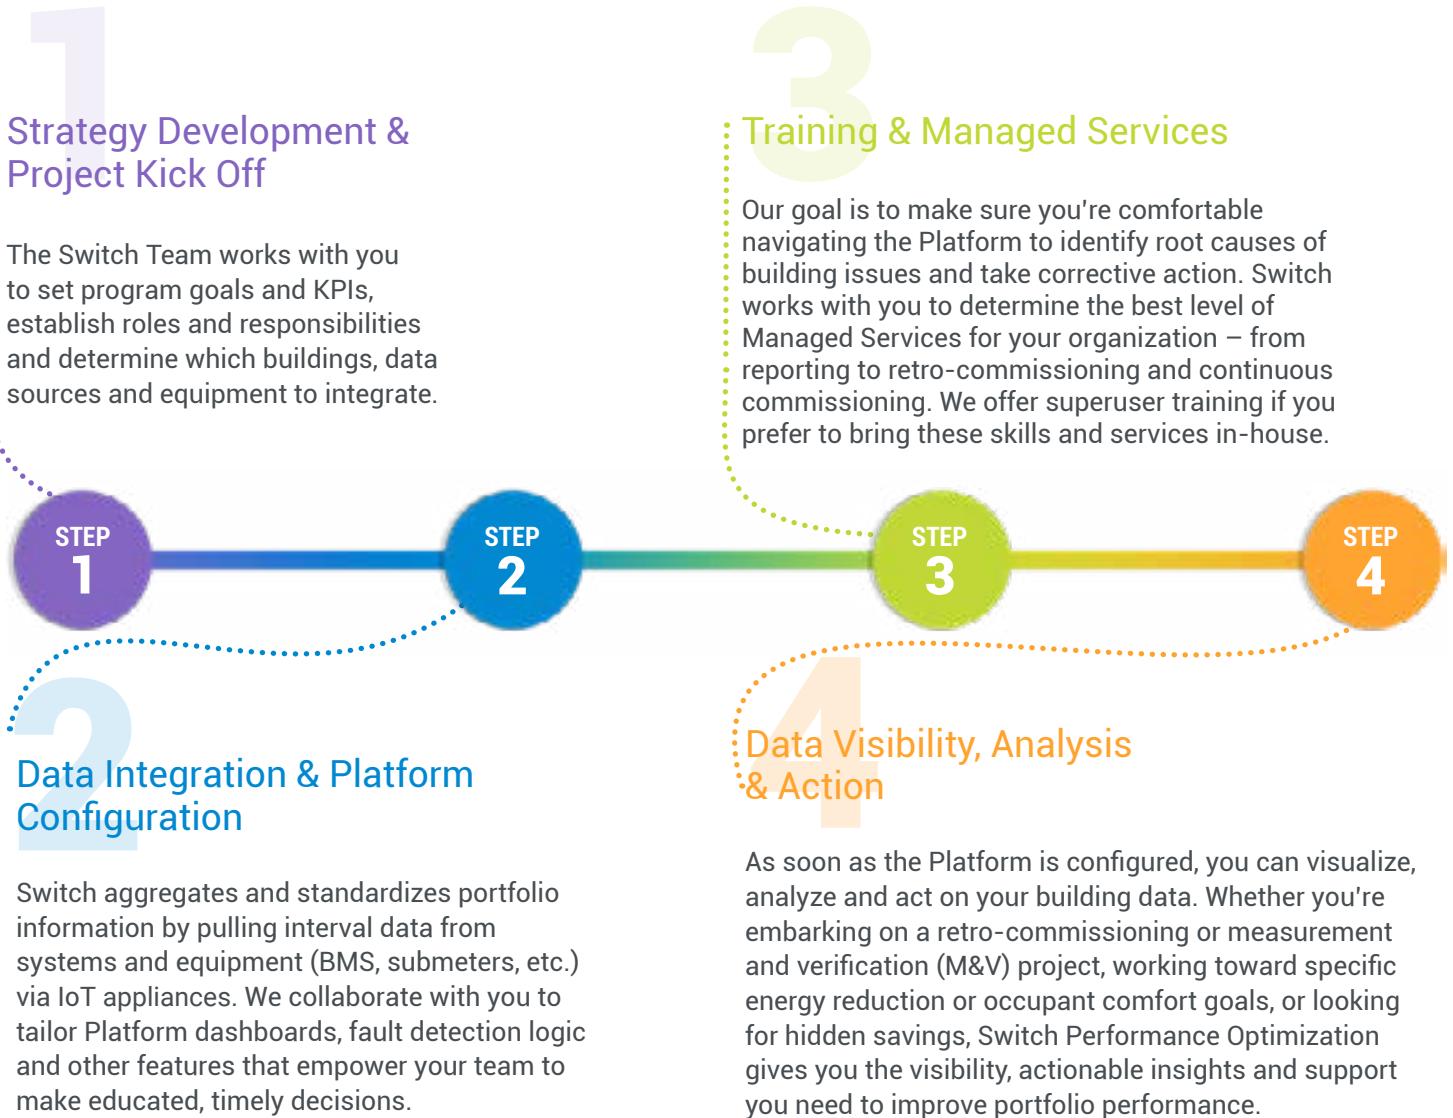 1
Strategy Development &
Project Kick Off
The Switch Team works with you
to set program goals and KPIs,
establish roles and responsibilities
and determine which buildings, data
sources and equipment to integrate.
3
Training & Managed Services
Our goal is to make sure you're comfortable
navigating the Platform to identify root causes of
building issues and take corrective action. Switch
works with you to determine the best level of
Managed Services for your organization – from
reporting to retro-commissioning and continuous
commissioning. We offer superuser training if you
prefer to bring these skills and services in-house.
STEP
1
STEP
2
STEP
3
STEP
4
2
Data Integration & Platform
Configuration
Switch aggregates and standardizes portfolio
information by pulling interval data from
systems and equipment (BMS, submeters, etc.)
via IoT appliances. We collaborate with you to
tailor Platform dashboards, fault detection logic
and other features that empower your team to
make educated, timely decisions.
4
Data Visibility, Analysis
& Action
As soon as the Platform is configured, you can visualize,
analyze and act on your building data. Whether you're
embarking on a retro-commissioning or measurement
and verification (M&V) project, working toward specific
energy reduction or occupant comfort goals, or looking
for hidden savings, Switch Performance Optimization
gives you the visibility, actionable insights and support
you need to improve portfolio performance.